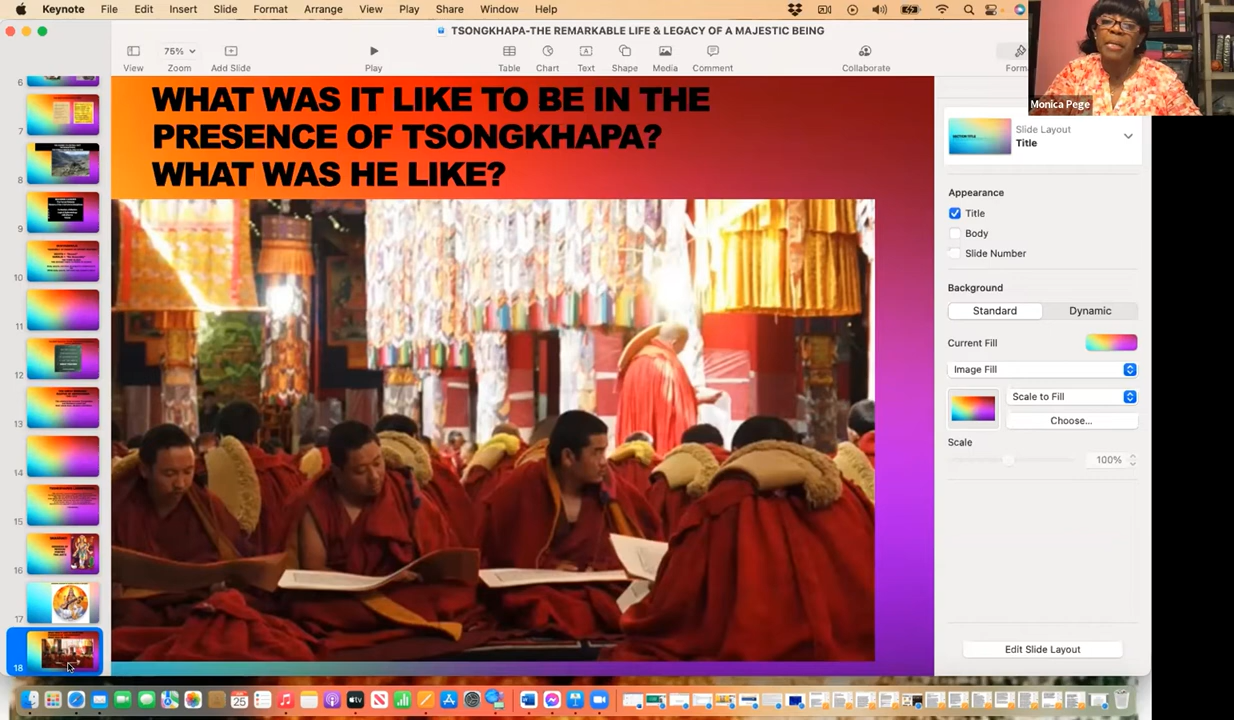 Keynote File Edit Insert Slide Format Arrange View Play Share Window Help
TSONGKHAPA-THE REMARKABLE LIFE & LEGACY OF A MAJESTIC BEING
75%
View Zoom Add Slide Play Table Chart Text Shape Media Comment Collaborate
Monica Pege
WHAT WAS IT LIKE TO BE IN THE
PRESENCE OF TSONGKHAPA?
WHAT WAS HE LIKE?
6
7
8
9
10
11
12
13
14
15
16
17
18
Slide Layout
Title
Appearance
Title
Body
Slide Number
Background
Standard Dynamic
Current Fill
Image Fill
Scale to Fill
Choose...
Scale
100%
Edit Slide Layout
25
tv